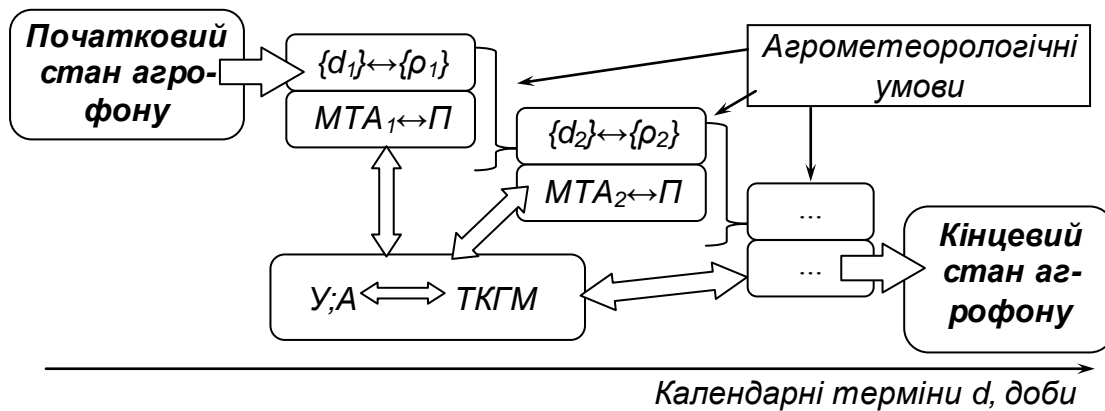 Початковий
стан агро-
фону
{d₁}↔{ρ₁}
МТА₁↔П
Агрометеорологічні
умови
{d₂}↔{ρ₂}
МТА₂↔П
...
...
Кінцевий
стан аг-
рофону
У;А ТКГМ
Календарні терміни d, доби